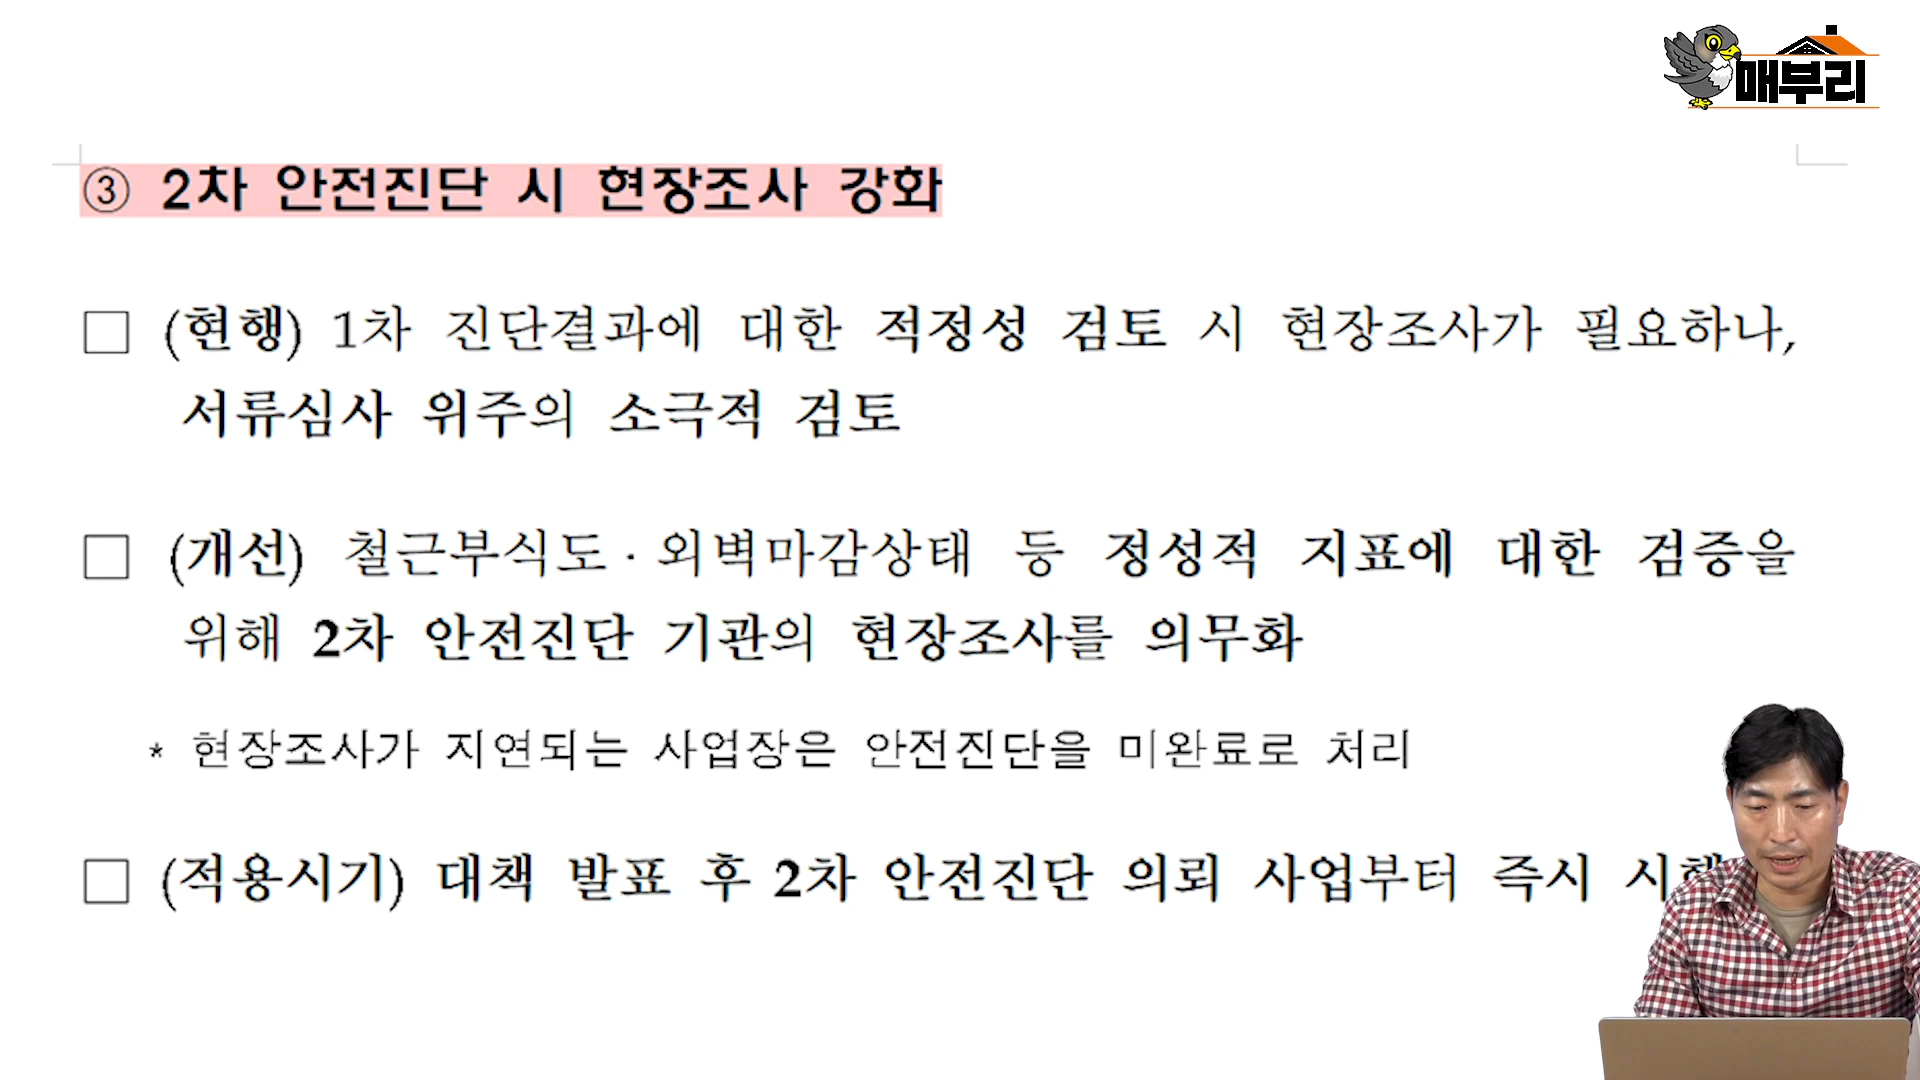 매부리
③ 2차 안전진단 시 현장조사 강화
□ (현행) 1차 진단결과에 대한 적정성 검토 시 현장조사가 필요하나,
서류심사 위주의 소극적 검토
□ (개선) 철근부식도·외벽마감상태 등 정성적 지표에 대한 검증을
위해 2차 안전진단 기관의 현장조사를 의무화
* 현장조사가 지연되는 사업장은 안전진단을 미완료로 처리
□ (적용시기) 대책 발표 후 2차 안전진단 의뢰 사업부터 즉시